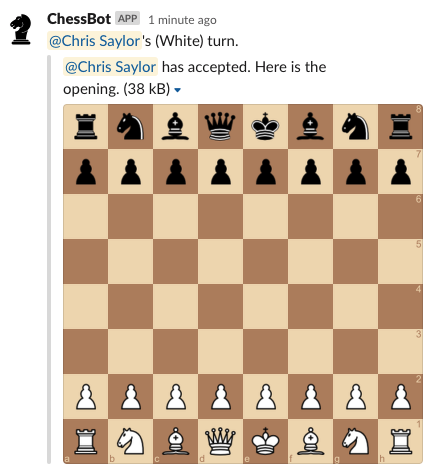 ChessBot APP 1 minute ago
@Chris Saylor's (White) turn.
@Chris Saylor has accepted. Here is the
opening. (38 kB)
8
7
6
5
4
3
2
1
a b c d e f g h